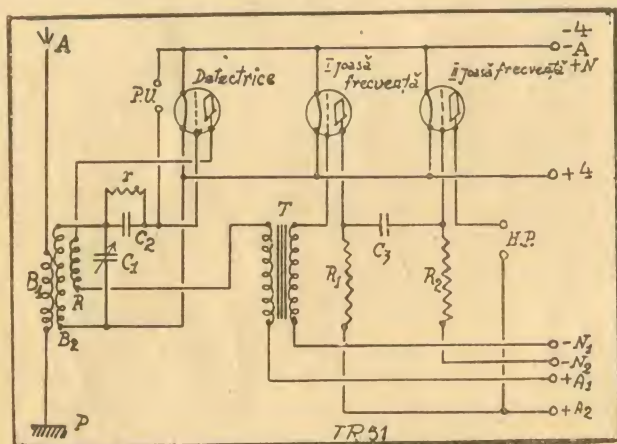 A
-4
-A
+N
P.U.
Detectrice
I joasă
frecvență
II joasă
frecvență
+4
r
C2
C1
B1
R
B2
T
C3
R1
R2
H.P.
-N1
-N2
+A1
+A2
P
TR 31